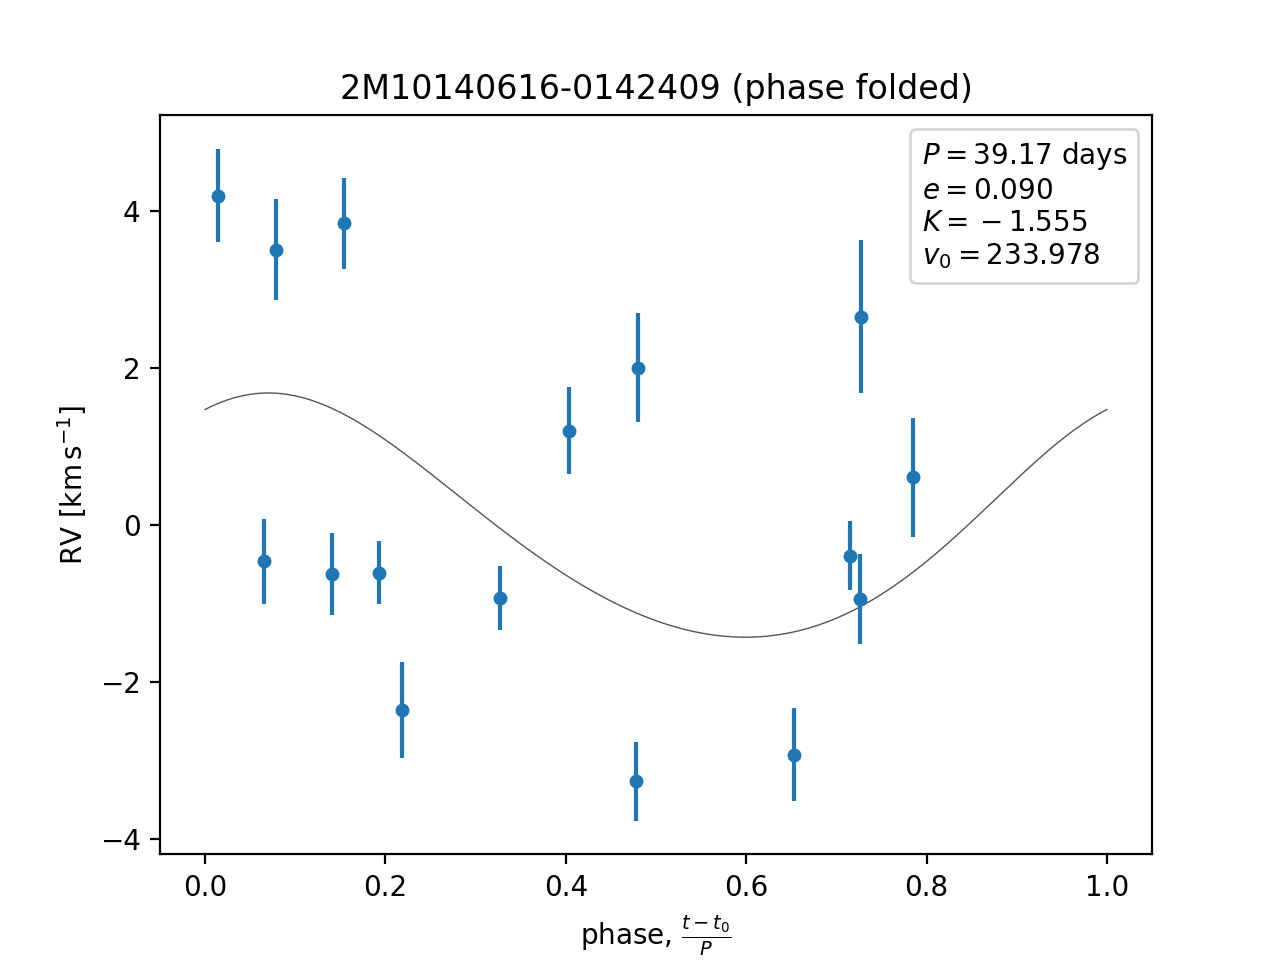 2M10140616-0142409 (phase folded)
P = 39.17 days
e = 0.090
K = −1.555
v₀ = 233.978
RV [km s⁻¹]
4
2
0
−2
−4
0.0 0.2 0.4 0.6 0.8 1.0
phase, (t − t₀)/P